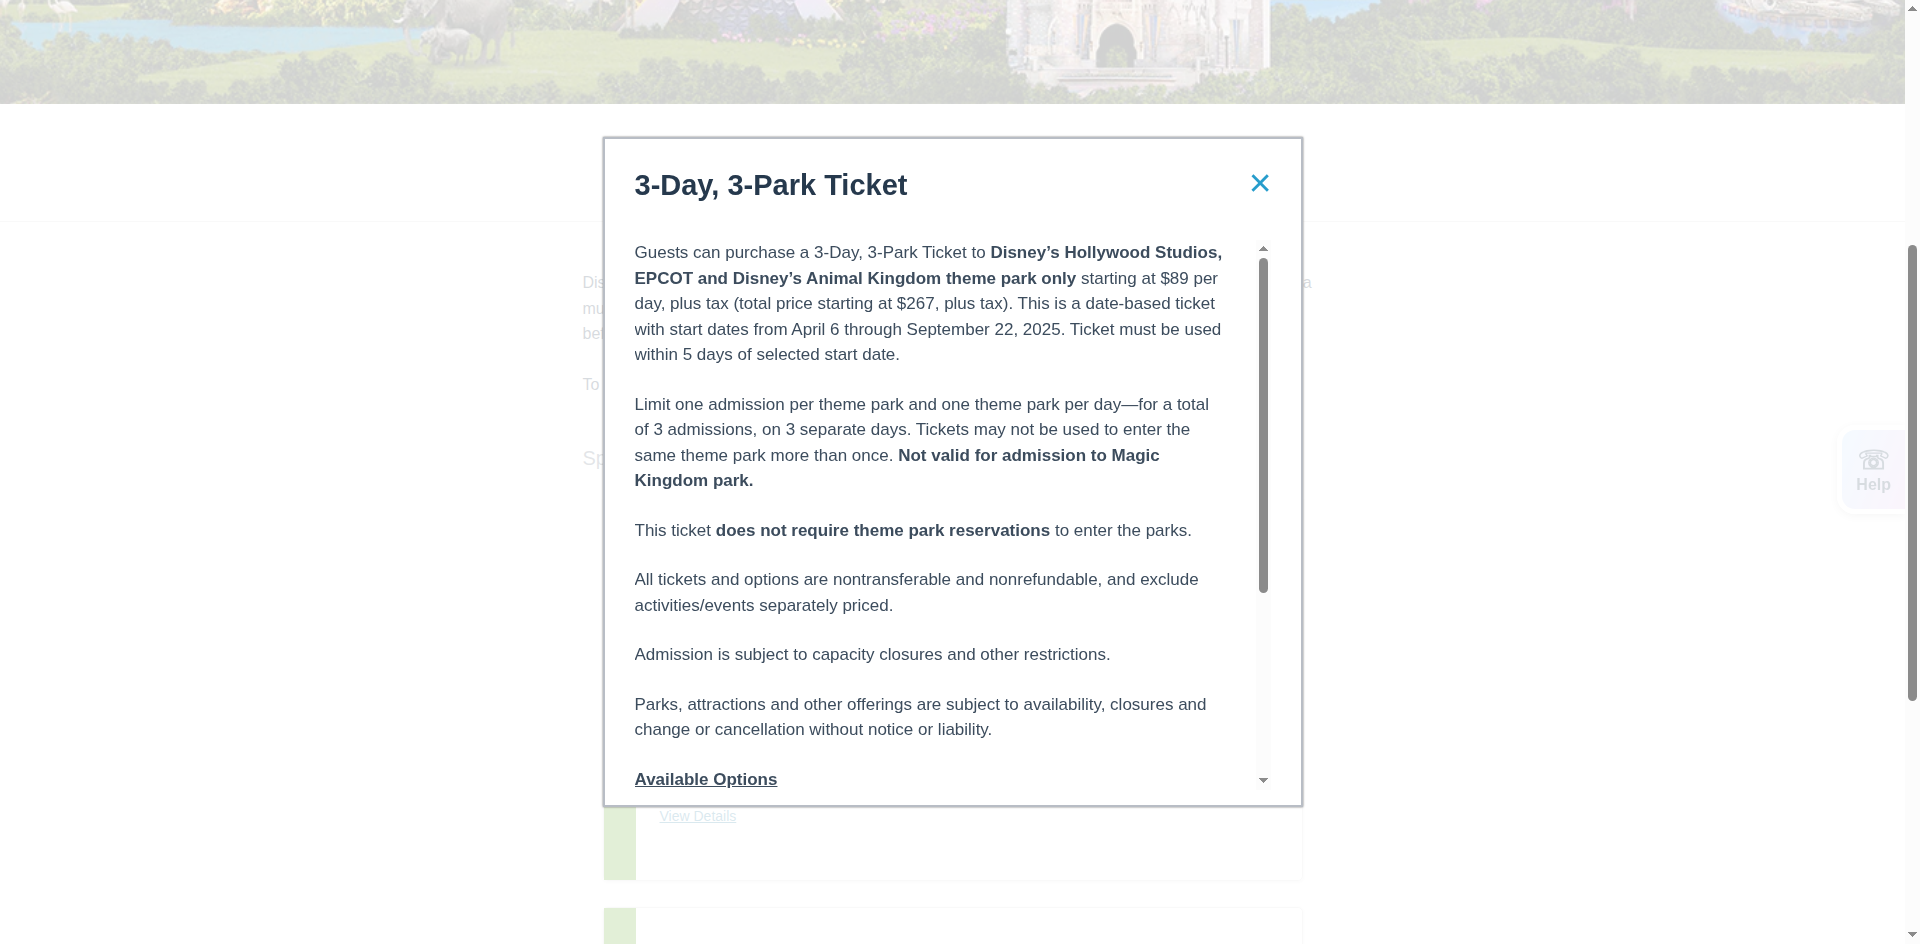 3-Day, 3-Park Ticket
Guests can purchase a 3-Day, 3-Park Ticket to Disney’s Hollywood Studios,
EPCOT and Disney’s Animal Kingdom theme park only starting at $89 per
day, plus tax (total price starting at $267, plus tax). This is a date-based ticket
with start dates from April 6 through September 22, 2025. Ticket must be used
within 5 days of selected start date.
Limit one admission per theme park and one theme park per day—for a total
of 3 admissions, on 3 separate days. Tickets may not be used to enter the
same theme park more than once. Not valid for admission to Magic
Kingdom park.
This ticket does not require theme park reservations to enter the parks.
All tickets and options are nontransferable and nonrefundable, and exclude
activities/events separately priced.
Admission is subject to capacity closures and other restrictions.
Parks, attractions and other offerings are subject to availability, closures and
change or cancellation without notice or liability.
Available Options
View Details
To
a
Help